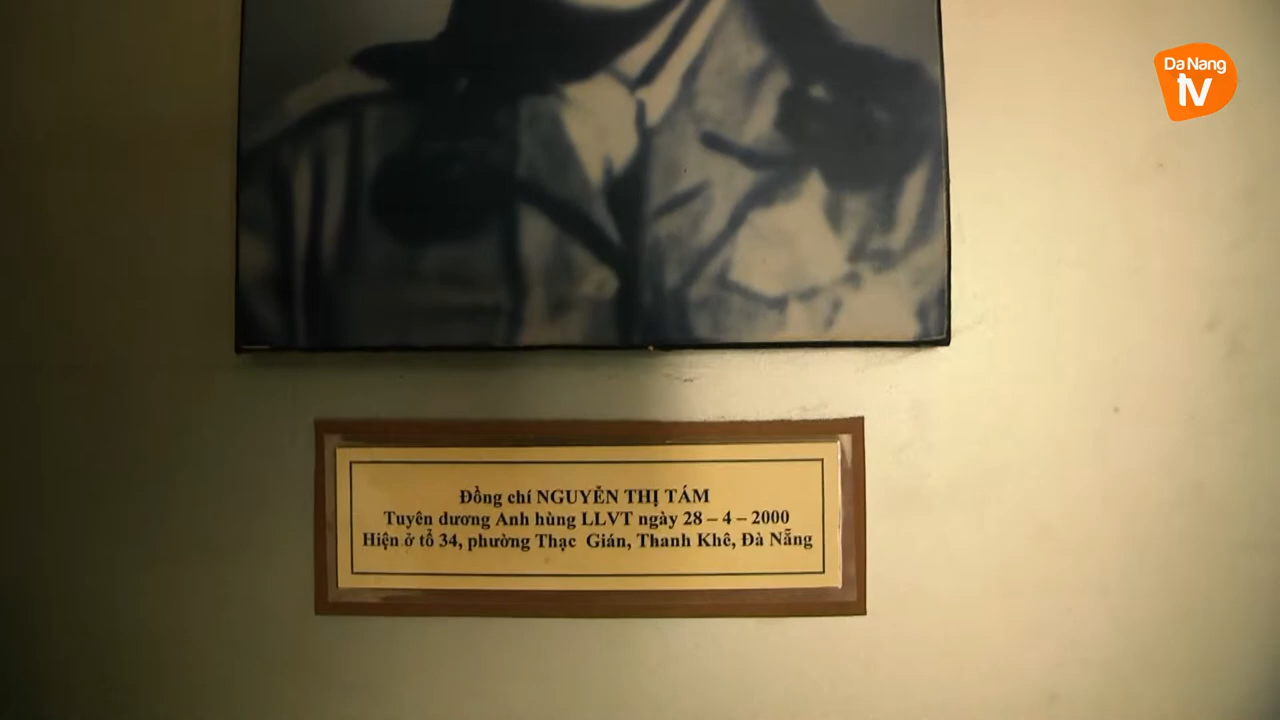 Da Nang
tv
Đồng chí NGUYỄN THỊ TÁM
Tuyên dương Anh hùng LLVT ngày 28 – 4 – 2000
Hiện ở tổ 34, phường Thạc Gián, Thanh Khê, Đà Nẵng